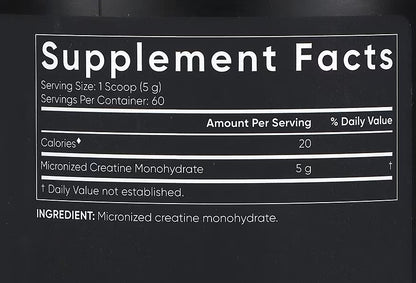 Supplement Facts
Serving Size: 1 Scoop (5 g)
Servings Per Container: 60
Amount Per Serving % Daily Value
Calories♦ 20
Micronized Creatine Monohydrate 5 g †
† Daily Value not established.
INGREDIENT: Micronized creatine monohydrate.